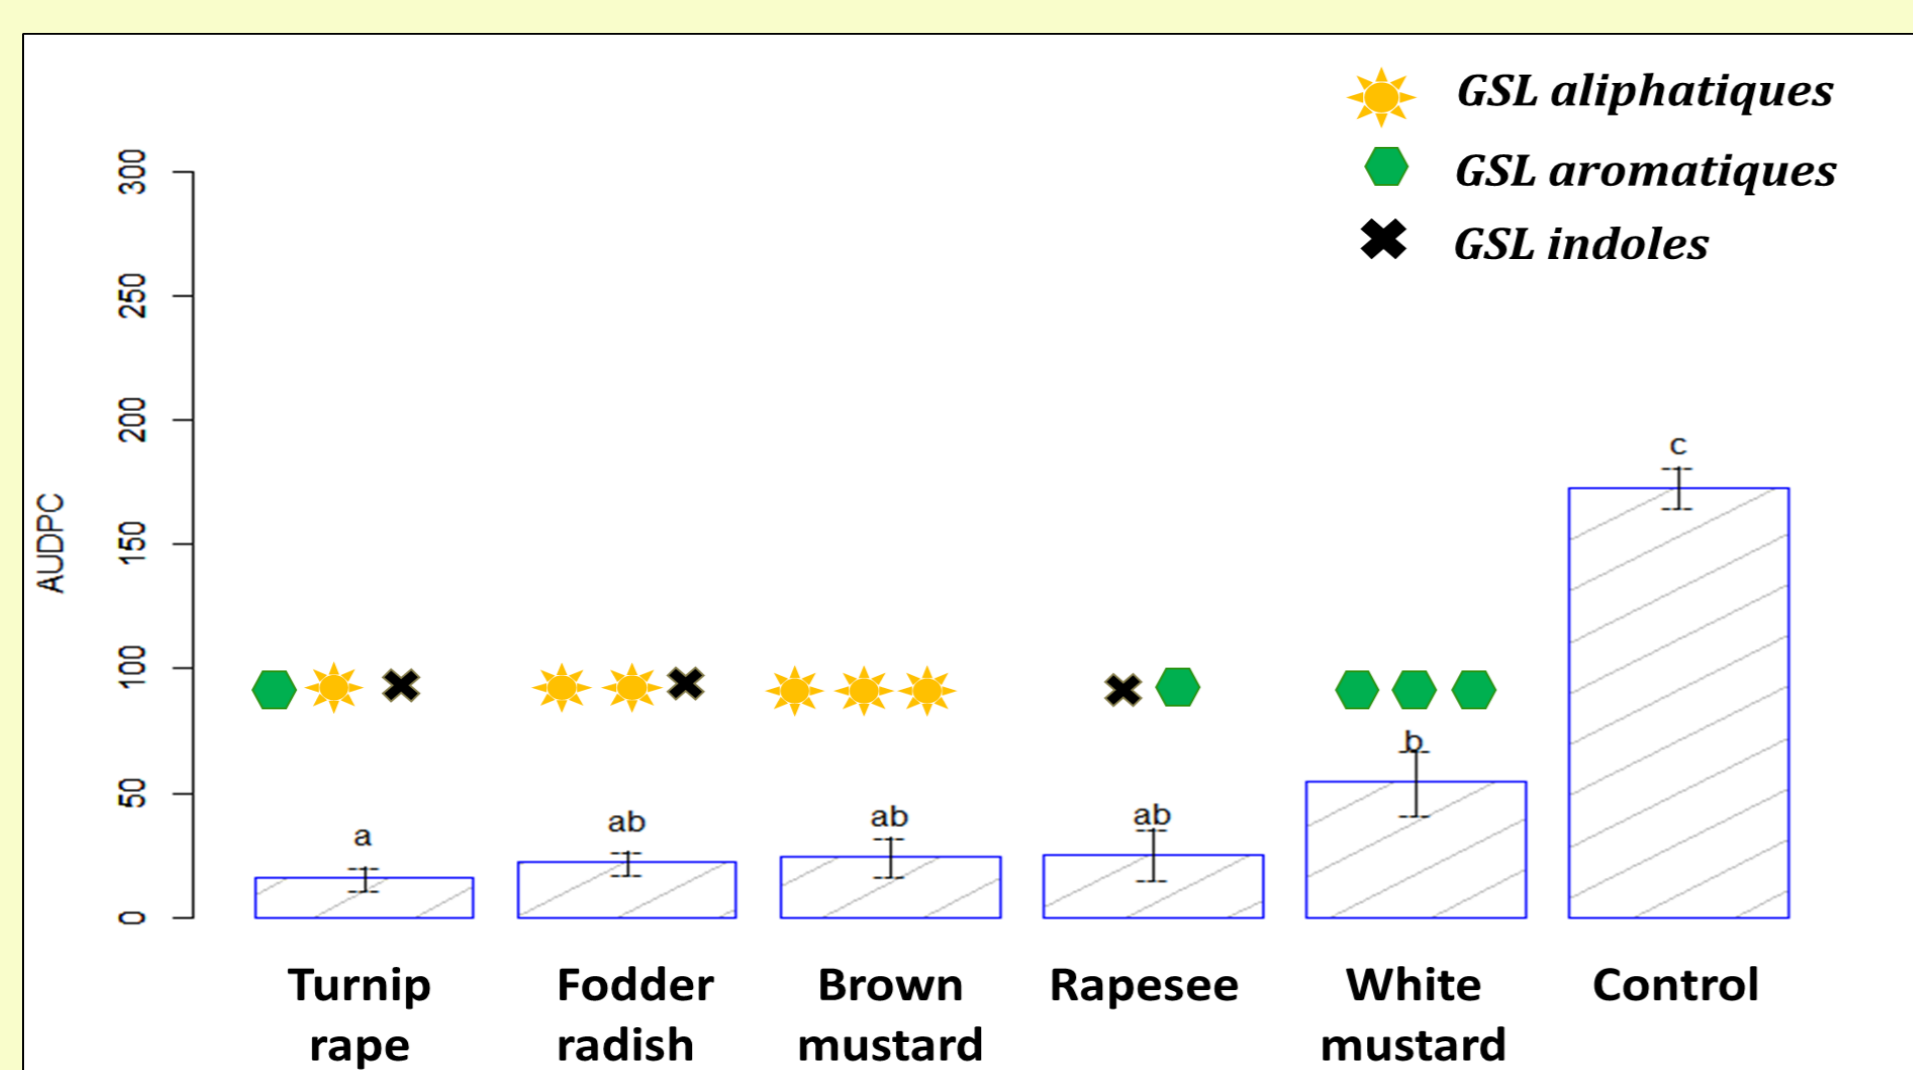 GSL aliphatiques
GSL aromatiques
GSL indoles
300
250
200
150
100
50
0
AUDPC
a
ab
ab
ab
b
c
Turnip rape
Fodder radish
Brown mustard
Rapesee
White mustard
Control